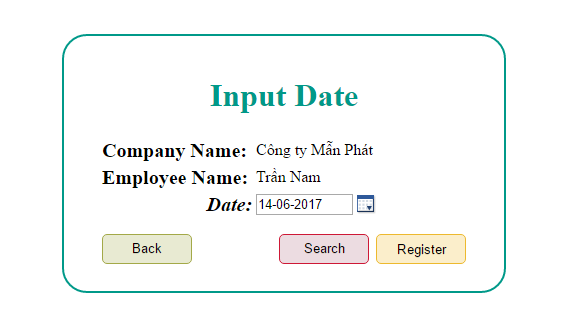 Input Date
Company Name: Công ty Mẫn Phát
Employee Name: Trần Nam
Date: 14-06-2017
Back Search Register